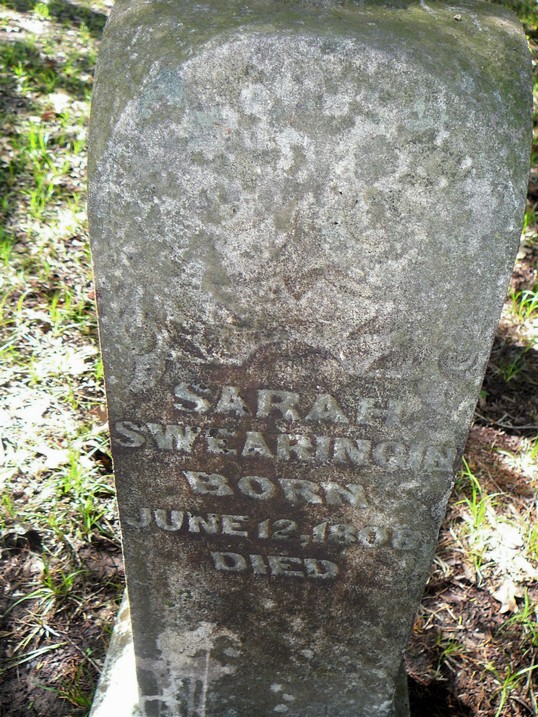 SARAH
SWEARINGIN
BORN
JUNE 12, 1806
DIED